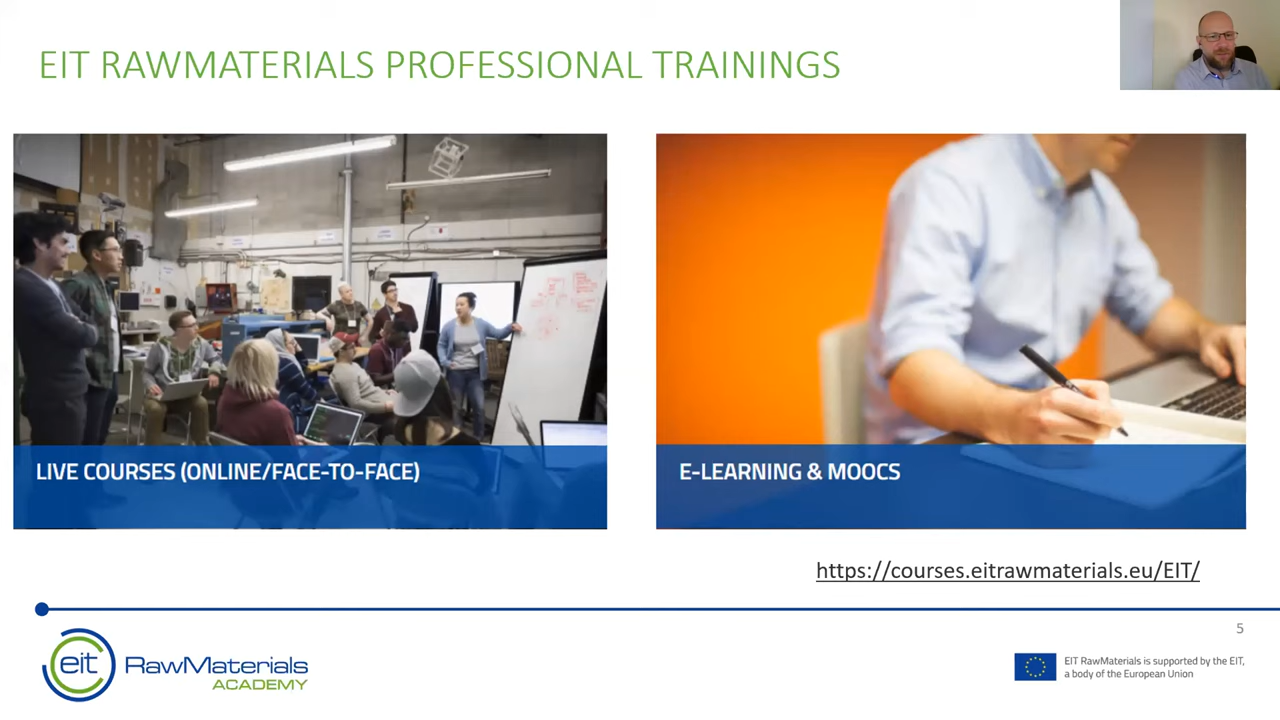 EIT RAWMATERIALS PROFESSIONAL TRAININGS
LIVE COURSES (ONLINE/FACE-TO-FACE)
E-LEARNING & MOOCS
https://courses.eitrawmaterials.eu/EIT/
5
eit RawMaterials
ACADEMY
EIT RawMaterials is supported by the EIT,
a body of the European Union